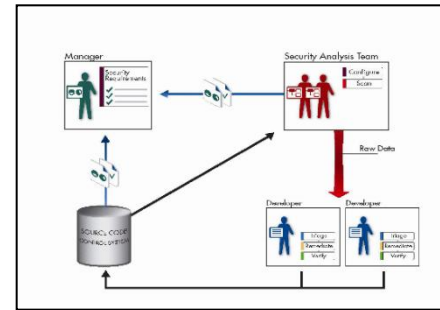 Manager
Security
Requirements
Security Analysis Team
Configure
Scan
Raw Data
SOURCE CODE
CONTROL SYSTEM
Developer
Triage
Remediate
Verify
Developer
Triage
Remediate
Verify